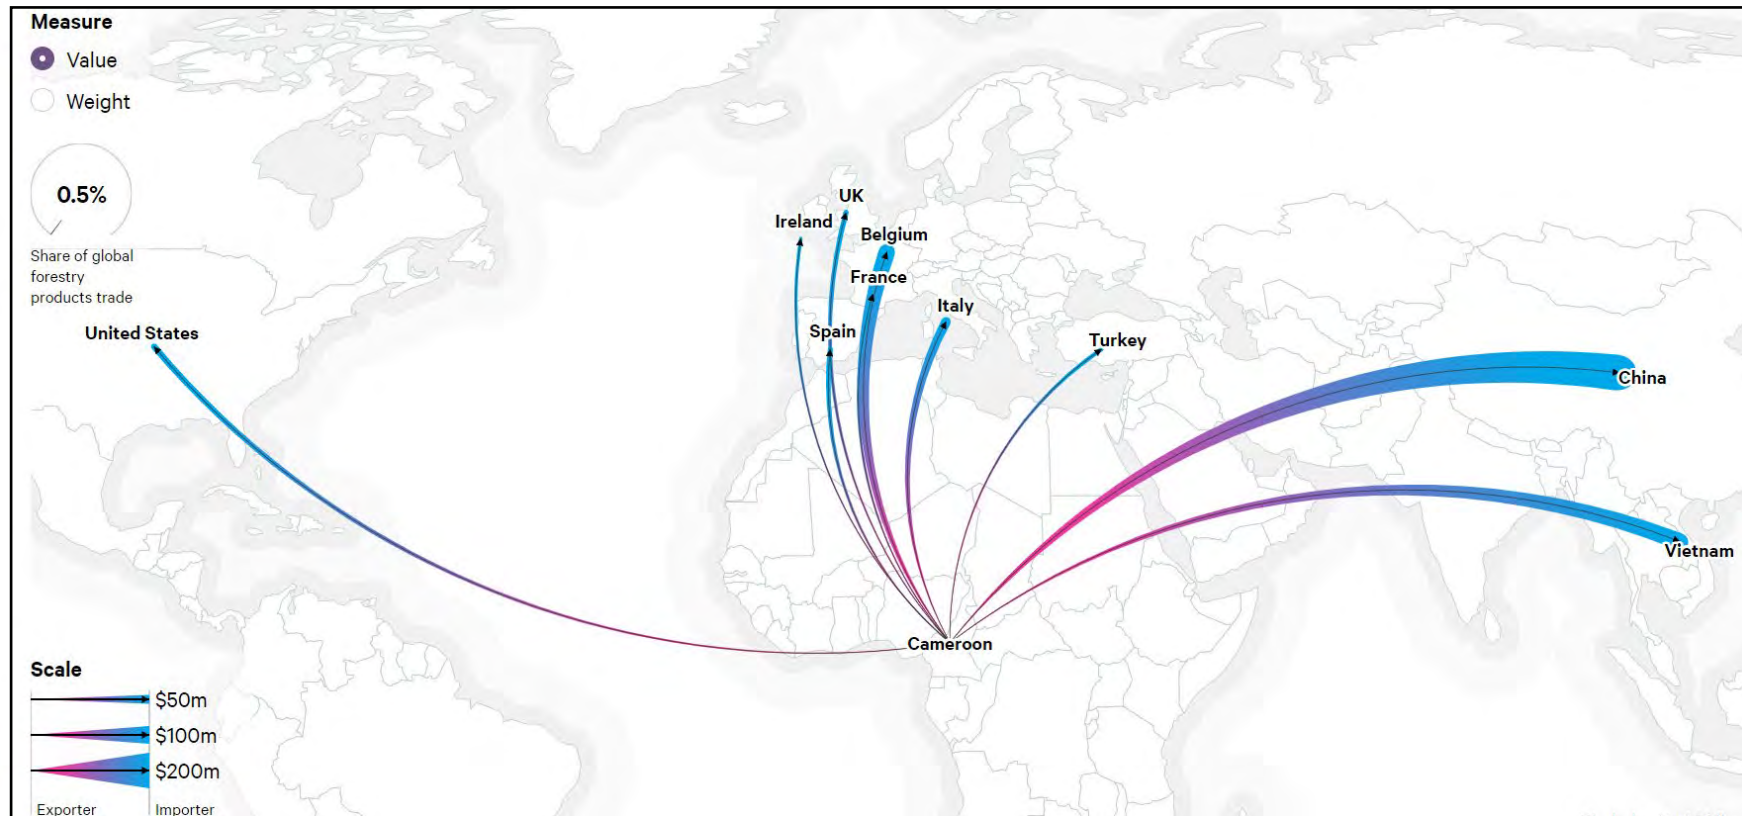 Measure
Value
Weight
0.5%
Share of global
forestry
products trade
UK
Ireland
Belgium
France
Italy
Spain
United States
Turkey
China
Vietnam
Cameroon
Scale
$50m
$100m
$200m
Exporter
Importer